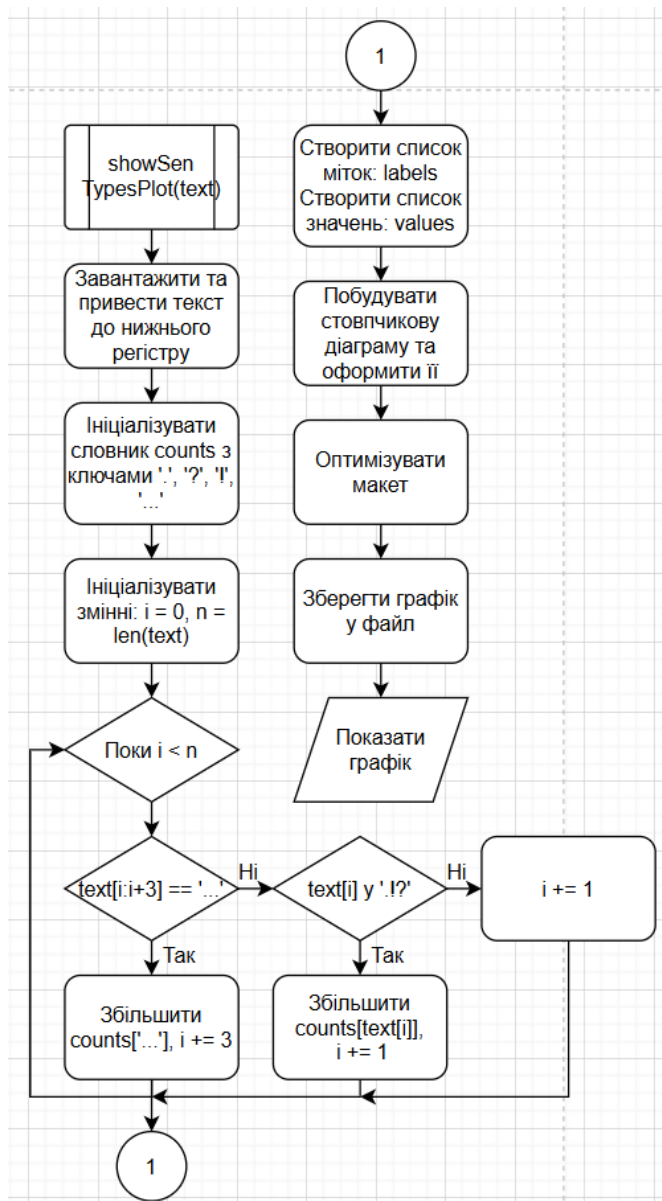 showSen
TypesPlot(text)
Завантажити та
привести текст
до нижнього
регістру
Ініціалізувати
словник counts з
ключами '.', '?', '!',
'...'
Ініціалізувати
змінні: i = 0, n =
len(text)
Поки i < n
text[i:i+3] == '...'
Ні
text[i] у '.!?'
Ні
i += 1
Так
Так
Збільшити
counts['...'], i += 3
Збільшити
counts[text[i]],
i += 1
1
1
Створити список
міток: labels
Створити список
значень: values
Побудувати
стовпчикову
діаграму та
оформити її
Оптимізувати
макет
Зберегти графік
у файл
Показати
графік